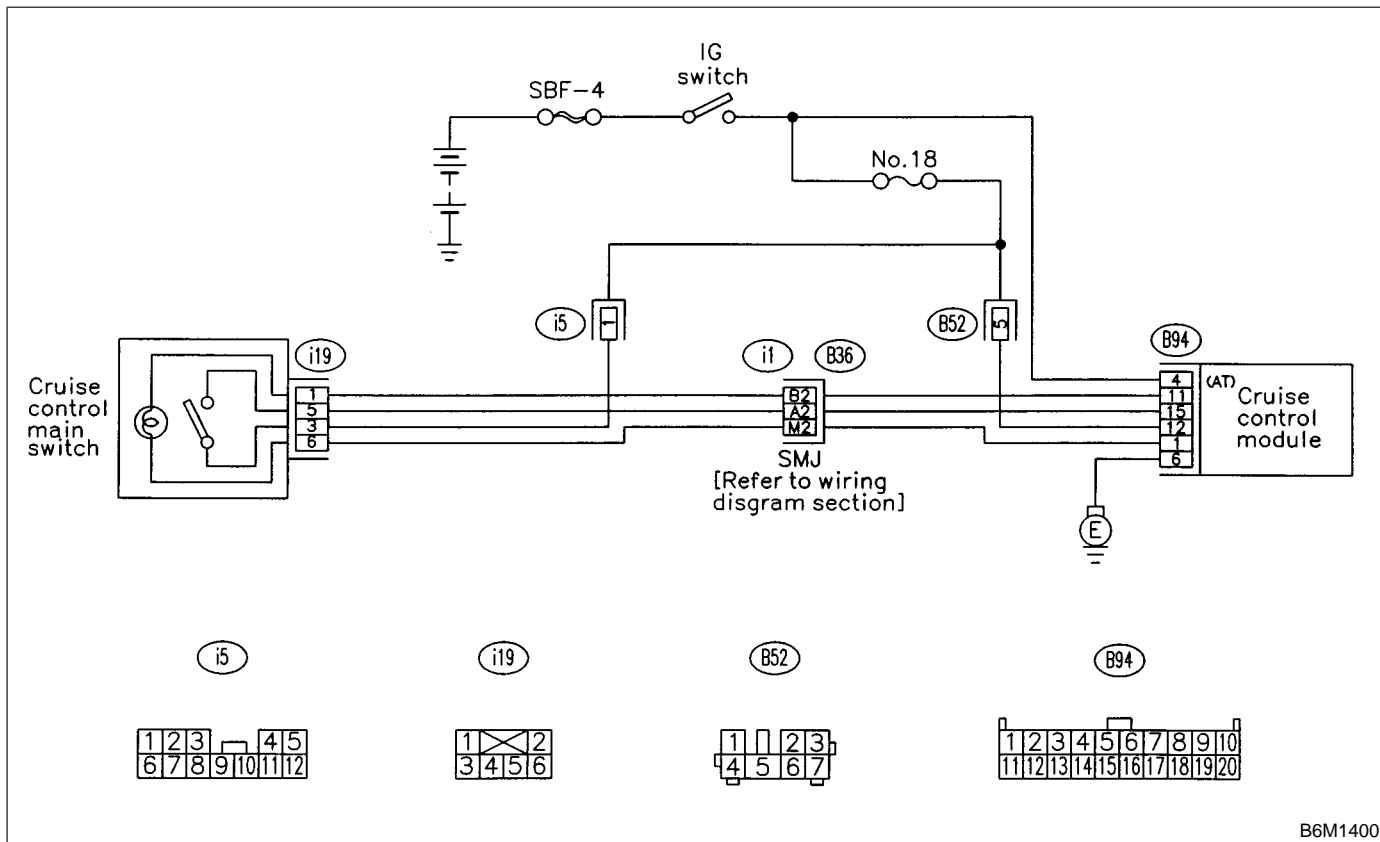 IG
switch
SBF-4
No.18
i5
B52
i19
i1
B36
B94
1
5
Cruise
control
main
switch
1
5
3
6
B2
A2
M2
SMJ
[Refer to wiring
disgram section]
4
11
15
12
1
6
(AT)
Cruise
control
module
E
i5
i19
B52
B94
1 2 3 4 5
6 7 8 9 10 11 12
1 2
3 4 5 6
1 2 3
4 5 6 7
1 2 3 4 5 6 7 8 9 10
11 12 13 14 15 16 17 18 19 20
B6M1400